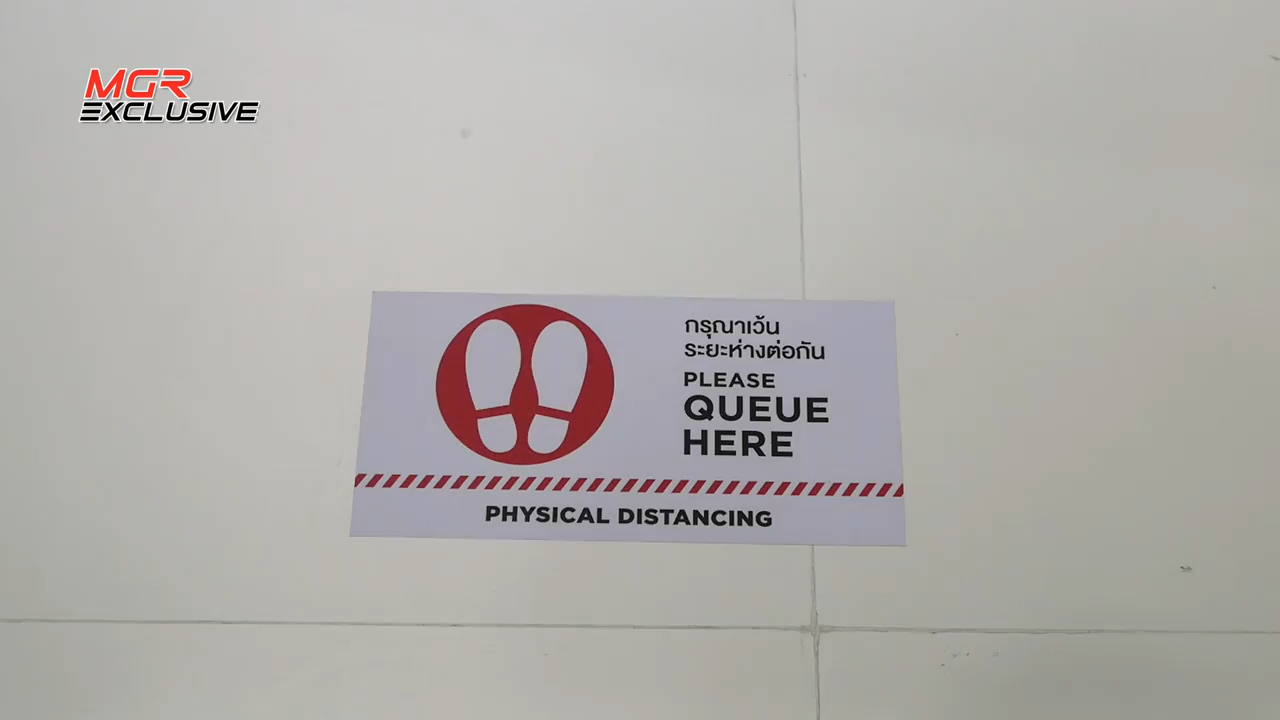 MGR
EXCLUSIVE
กรุณาเว้น
ระยะห่างต่อกัน
PLEASE
QUEUE
HERE
PHYSICAL DISTANCING